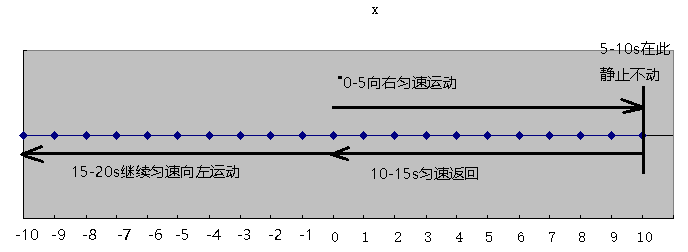 x
5-10s在此
静止不动
0-5向右匀速运动
15-20s继续匀速向左运动
10-15s匀速返回
-10 -9 -8 -7 -6 -5 -4 -3 -2 -1 0 1 2 3 4 5 6 7 8 9 10